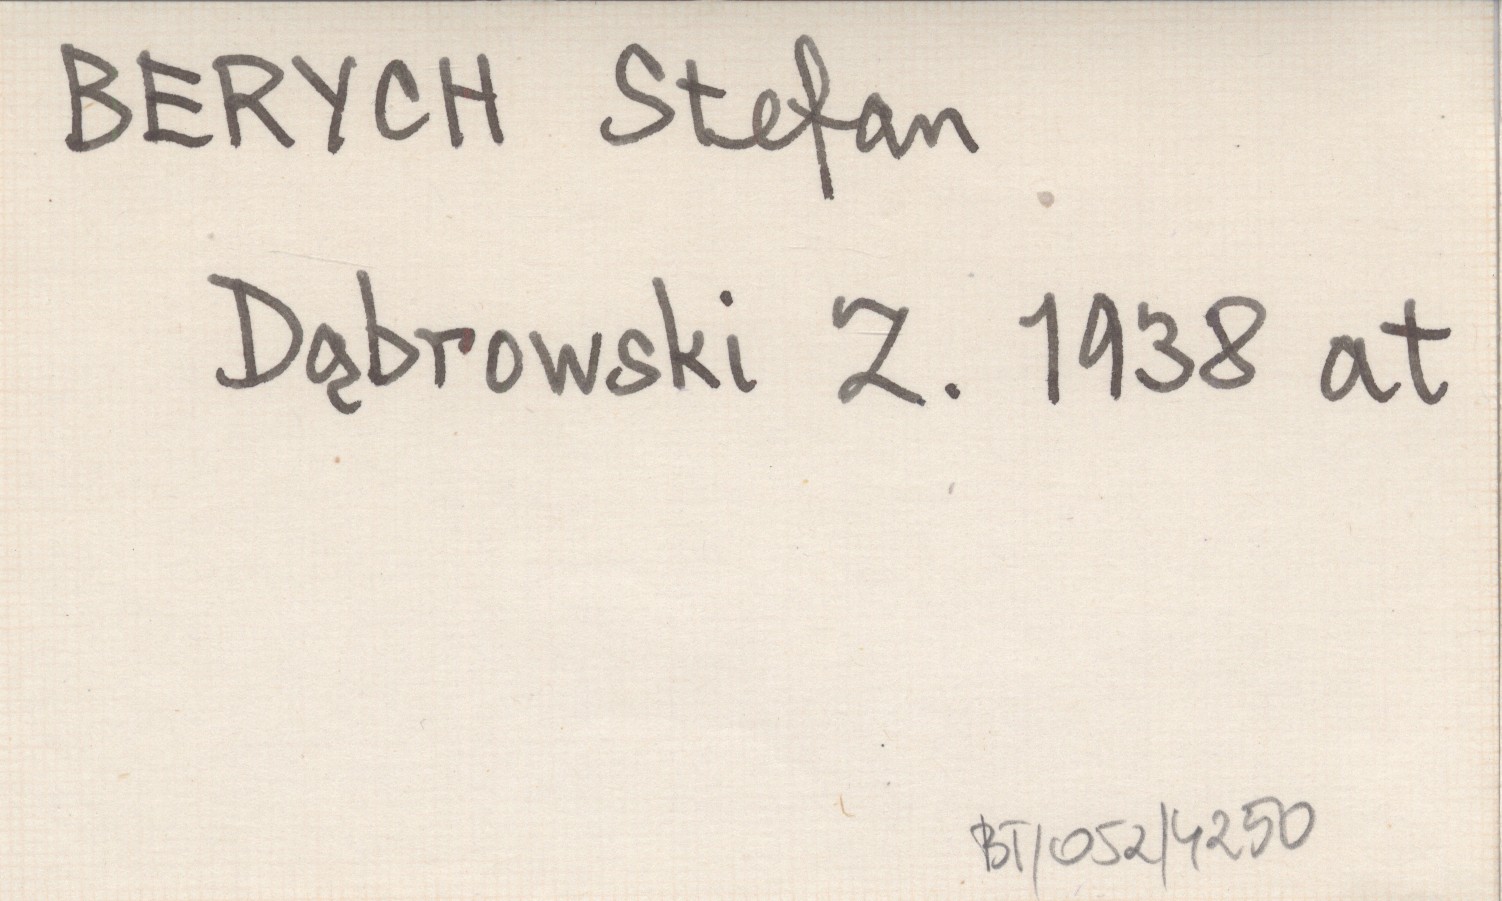 BERYCH Stefan
Dąbrowski Z. 1938 at
BT/052/4250